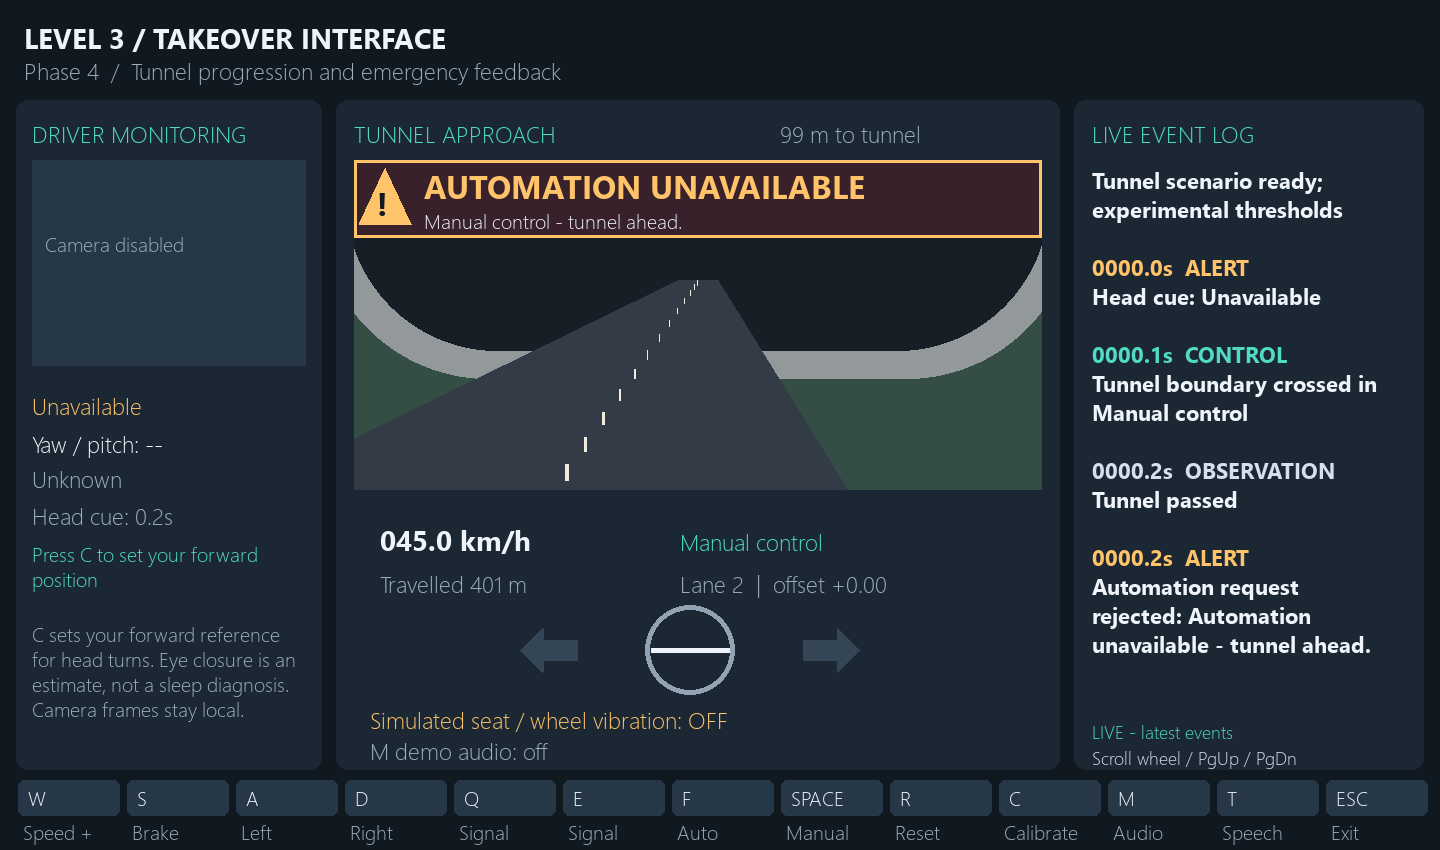 LEVEL 3 / TAKEOVER INTERFACE
Phase 4 / Tunnel progression and emergency feedback
DRIVER MONITORING
Camera disabled
Unavailable
Yaw / pitch: --
Unknown
Head cue: 0.2s
Press C to set your forward
position
C sets your forward reference
for head turns. Eye closure is an
estimate, not a sleep diagnosis.
Camera frames stay local.
TUNNEL APPROACH
99 m to tunnel
!
AUTOMATION UNAVAILABLE
Manual control - tunnel ahead.
045.0 km/h
Manual control
Travelled 401 m
Lane 2 | offset +0.00
Simulated seat / wheel vibration: OFF
M demo audio: off
LIVE EVENT LOG
Tunnel scenario ready;
experimental thresholds
0000.0s ALERT
Head cue: Unavailable
0000.1s CONTROL
Tunnel boundary crossed in
Manual control
0000.2s OBSERVATION
Tunnel passed
0000.2s ALERT
Automation request
rejected: Automation
unavailable - tunnel ahead.
LIVE - latest events
Scroll wheel / PgUp / PgDn
W
Speed +
S
Brake
A
Left
D
Right
Q
Signal
E
Signal
F
Auto
SPACE
Manual
R
Reset
C
Calibrate
M
Audio
T
Speech
ESC
Exit